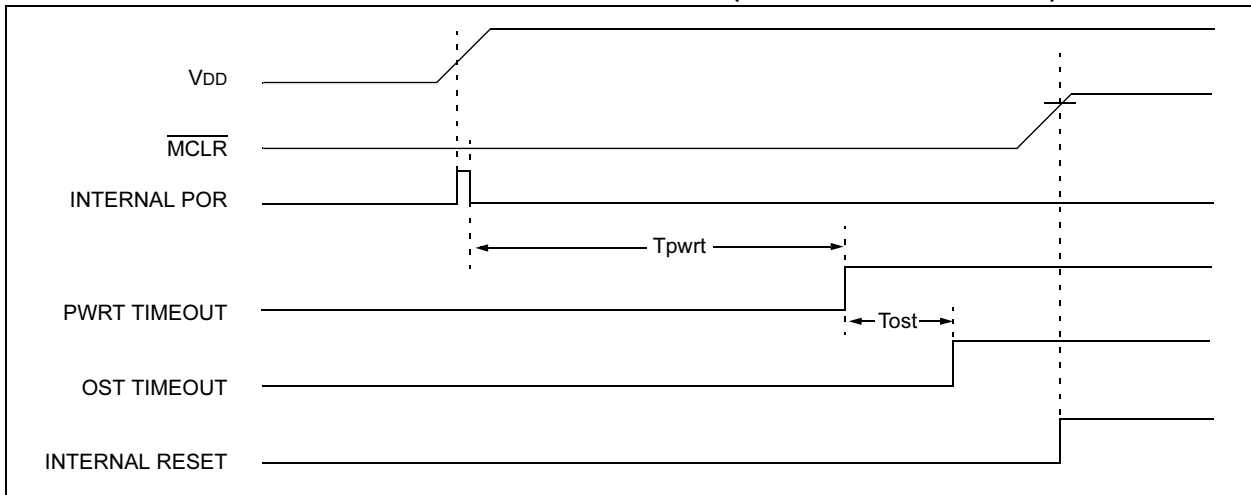 VDD
MCLR
INTERNAL POR
Tpwrt
PWRT TIMEOUT
Tost
OST TIMEOUT
INTERNAL RESET